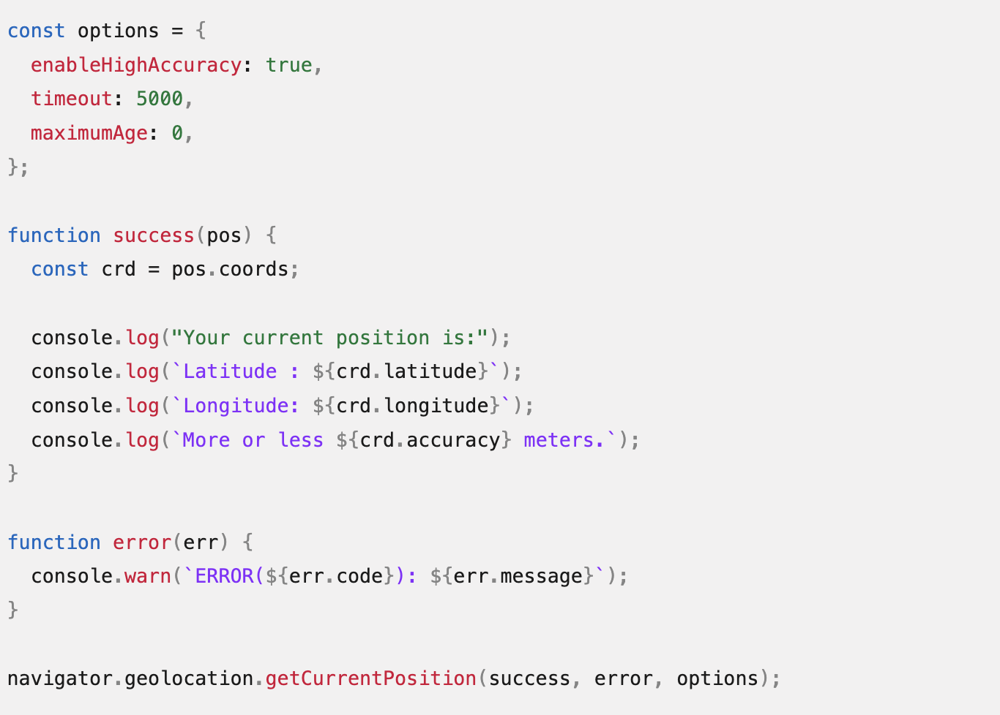 const options = {
  enableHighAccuracy: true,
  timeout: 5000,
  maximumAge: 0,
};

function success(pos) {
  const crd = pos.coords;

  console.log("Your current position is:");
  console.log(`Latitude : ${crd.latitude}`);
  console.log(`Longitude: ${crd.longitude}`);
  console.log(`More or less ${crd.accuracy} meters.`);
}

function error(err) {
  console.warn(`ERROR(${err.code}): ${err.message}`);
}

navigator.geolocation.getCurrentPosition(success, error, options);